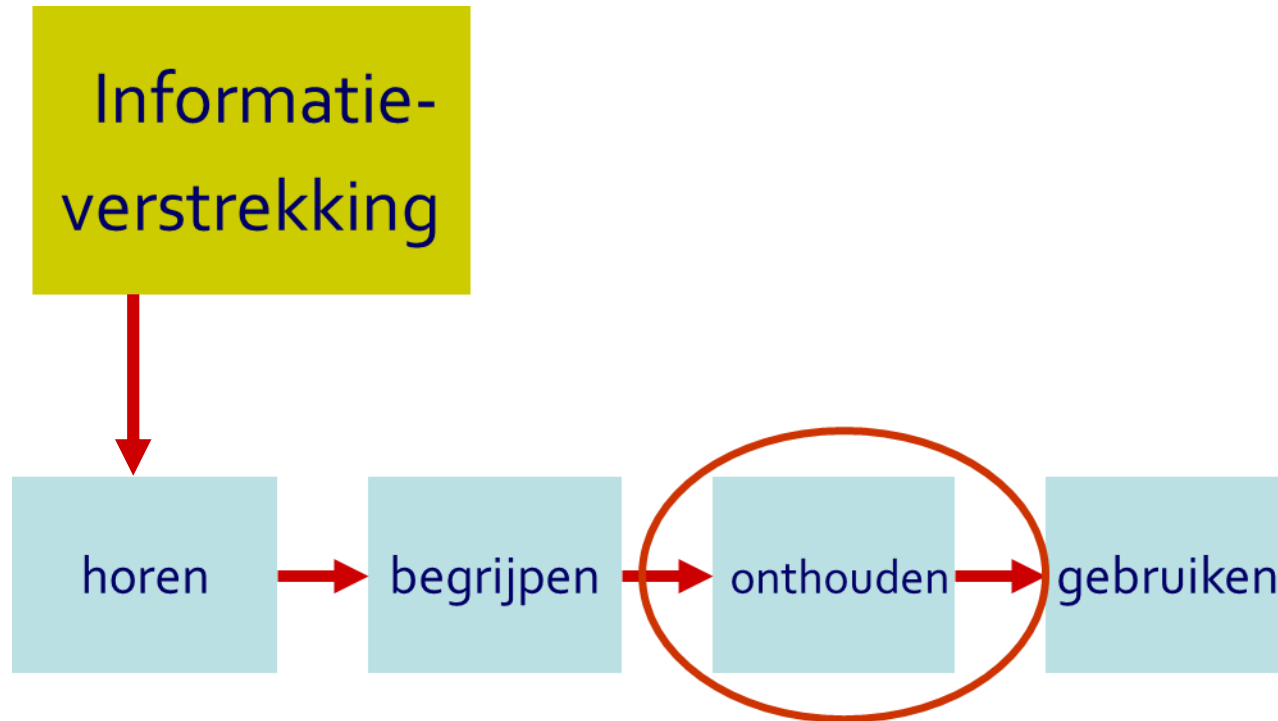 Informatie-
verstrekking
horen
begrijpen
onthouden
gebruiken